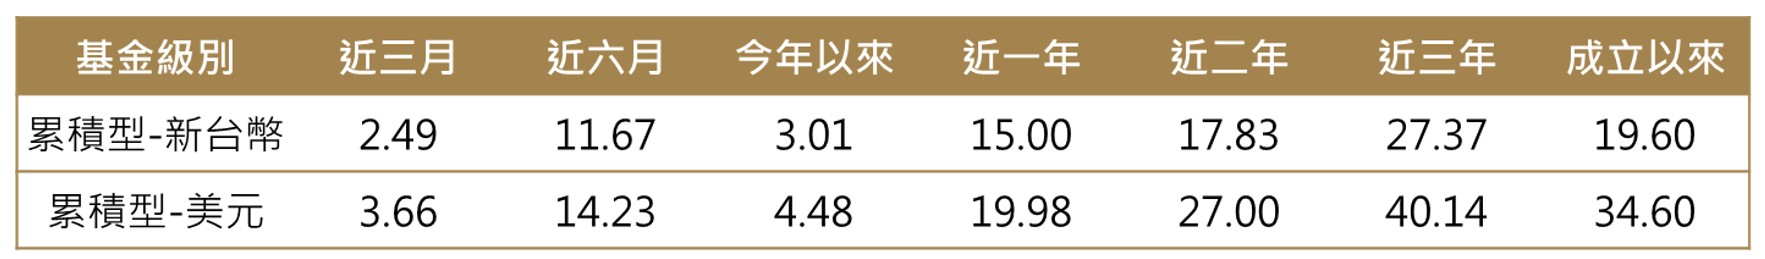 基金級別 近三月 近六月 今年以來 近一年 近二年 近三年 成立以來
累積型-新台幣 2.49 11.67 3.01 15.00 17.83 27.37 19.60
累積型-美元 3.66 14.23 4.48 19.98 27.00 40.14 34.60